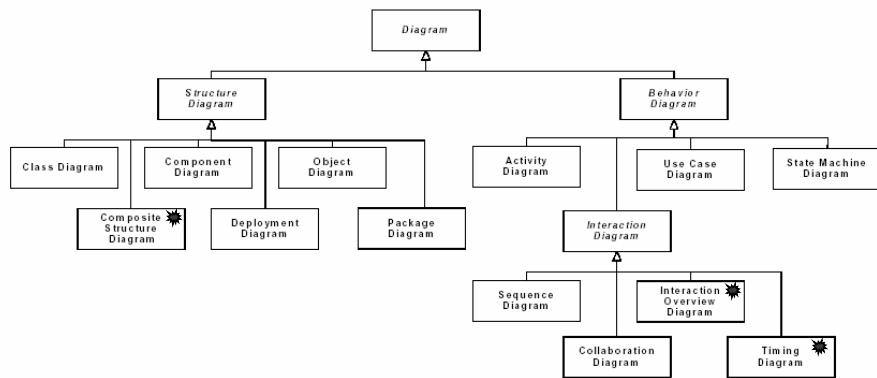 Diagram
Structure
Diagram
Behavior
Diagram
Class Diagram
Component
Diagram
Object
Diagram
Activity
Diagram
Use Case
Diagram
State Machine
Diagram
Composite
Structure
Diagram
Deployment
Diagram
Package
Diagram
Interaction
Diagram
Sequence
Diagram
Interaction
Overview
Diagram
Collaboration
Diagram
Timing
Diagram